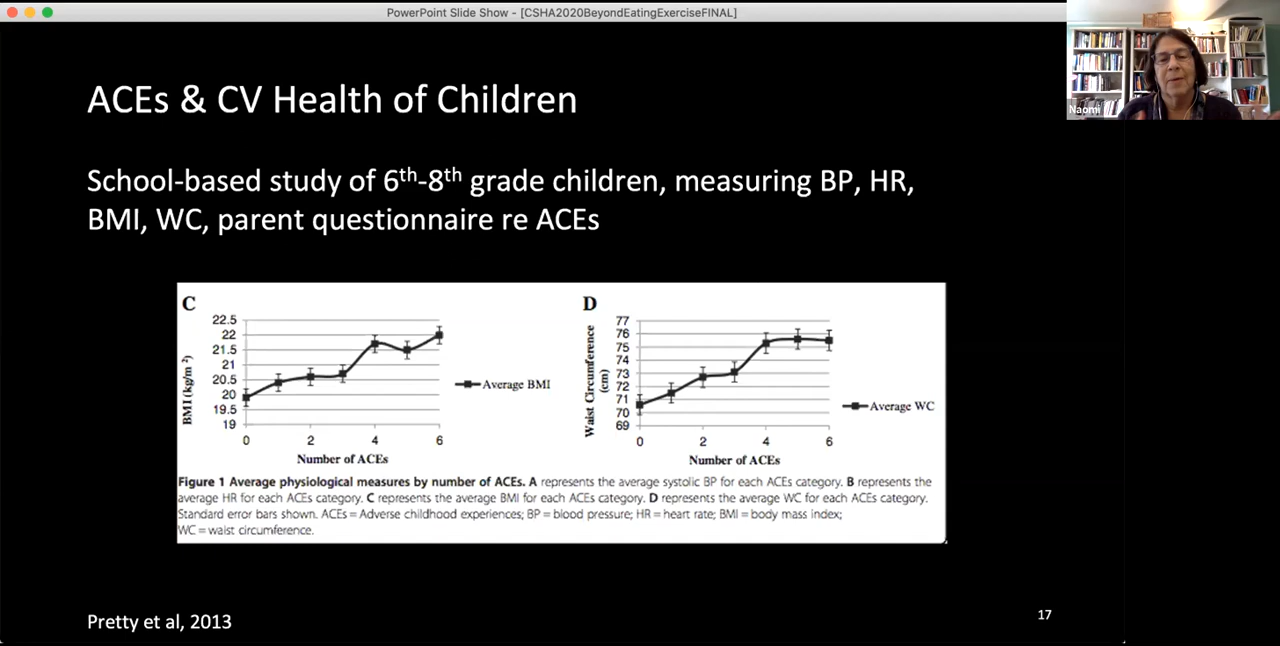 PowerPoint Slide Show - [CSHA2020BeyondEatingExerciseFINAL]
Naomi
ACEs & CV Health of Children
School-based study of 6th-8th grade children, measuring BP, HR,
BMI, WC, parent questionnaire re ACEs
C
22.5
22
21.5
21
20.5
20
19.5
19
BMI (kg/m²)
0 2 4 6
Number of ACEs
Average BMI
D
77
76
75
74
73
72
71
70
69
Waist Circumference
(cm)
0 2 4 6
Number of ACEs
Average WC
Figure 1 Average physiological measures by number of ACEs. A represents the average systolic BP for each ACEs category. B represents the
average HR for each ACEs category. C represents the average BMI for each ACEs category. D represents the average WC for each ACEs category.
Standard error bars shown. ACEs = Adverse childhood experiences; BP = blood pressure; HR = heart rate; BMI = body mass index;
WC = waist circumference.
Pretty et al, 2013
17